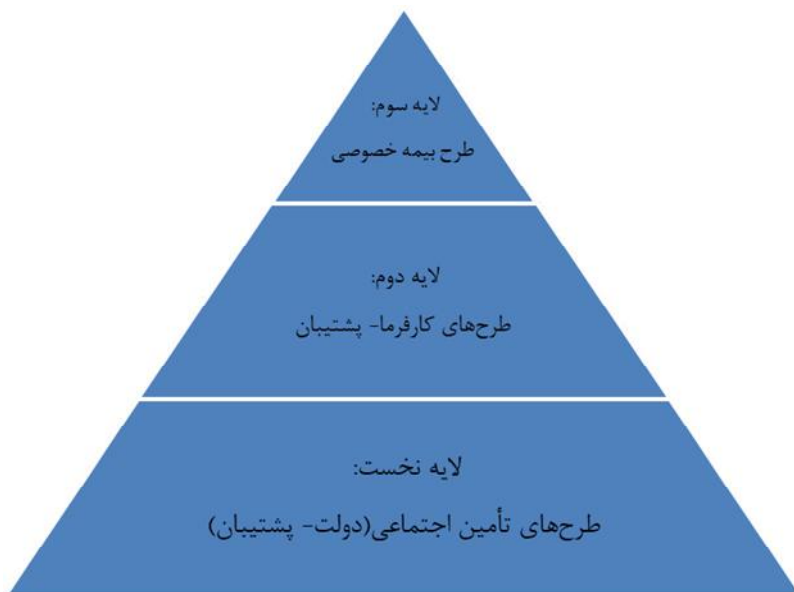 لایه سوم:
طرح بیمه خصوصی
لایه دوم:
طرح‌های کارفرما- پشتیبان
لایه نخست:
طرح‌های تأمین اجتماعی(دولت- پشتیبان)